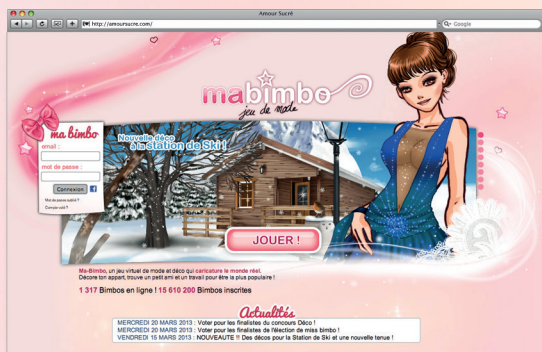 Amour Sucré
http://amoursucre.com/
Google
mabimbo
jeu de mode
ma bimbo
email :
mot de passe :
Connexion
Mot de passe oublié ?
Compte volé ?
Nouvelle déco
à la station de Ski !
JOUER !
Ma-Bimbo, un jeu virtuel de mode et déco qui caricature le monde réel.
Décore ton appart, trouve un petit ami et un travail pour être la plus populaire !
1 317 Bimbos en ligne ! 15 610 200 Bimbos inscrites
Actualités
MERCREDI 20 MARS 2013 : Voter pour les finalistes du concours Déco !
MERCREDI 20 MARS 2013 : Voter pour les finalistes de l'élection de miss bimbo !
VENDREDI 15 MARS 2013 : NOUVEAUTE !! Des décors pour la Station de Ski et une nouvelle tenue !